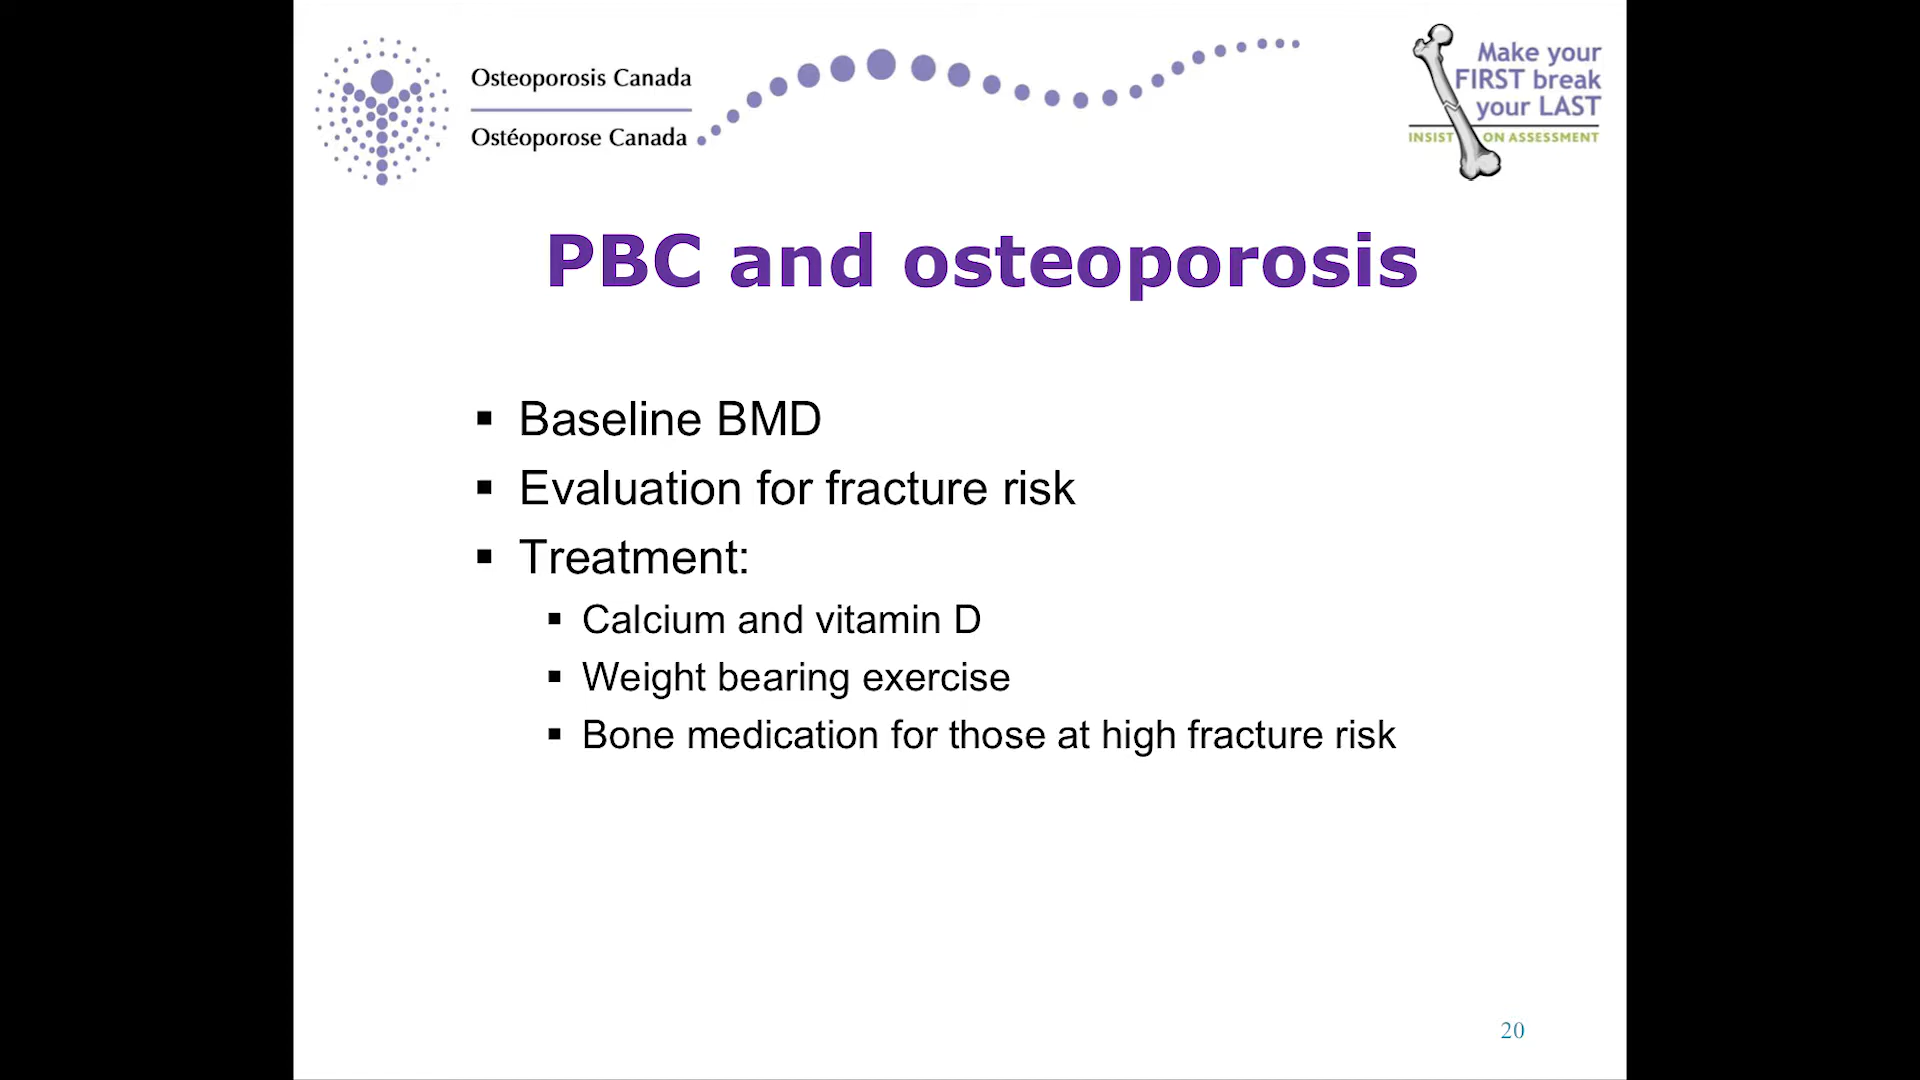 Osteoporosis Canada
Ostéoporose Canada
Make your
FIRST break
your LAST
INSIST ON ASSESSMENT
PBC and osteoporosis
▪ Baseline BMD
▪ Evaluation for fracture risk
▪ Treatment:
▪ Calcium and vitamin D
▪ Weight bearing exercise
▪ Bone medication for those at high fracture risk
20